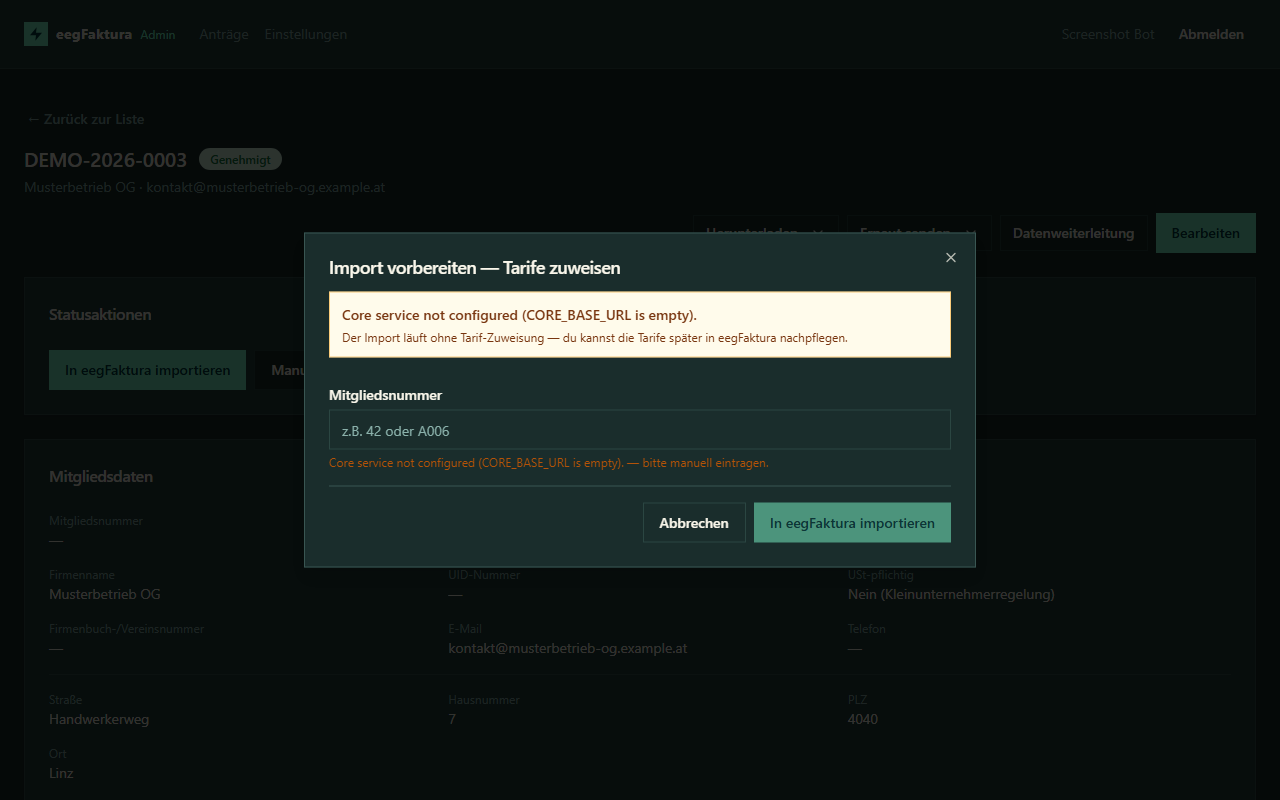 eegFaktura Admin Anträge Einstellungen Screenshot Bot Abmelden
← Zurück zur Liste
DEMO-2026-0003 Genehmigt
Musterbetrieb OG · kontakt@musterbetrieb-og.example.at
Herunterladen Erneut senden Datenweiterleitung Bearbeiten
Import vorbereiten — Tarife zuweisen
Core service not configured (CORE_BASE_URL is empty).
Der Import läuft ohne Tarif-Zuweisung — du kannst die Tarife später in eegFaktura nachpflegen.
Mitgliedsnummer
z.B. 42 oder A006
Core service not configured (CORE_BASE_URL is empty). — bitte manuell eintragen.
Abbrechen In eegFaktura importieren
Statusaktionen
In eegFaktura importieren Manu
Mitgliedsdaten
Mitgliedsnummer
—
Firmenname UID-Nummer USt-pflichtig
Musterbetrieb OG — Nein (Kleinunternehmerregelung)
Firmenbuch-/Vereinsnummer E-Mail Telefon
— kontakt@musterbetrieb-og.example.at —
Straße Hausnummer PLZ
Handwerkerweg 7 4040
Ort
Linz